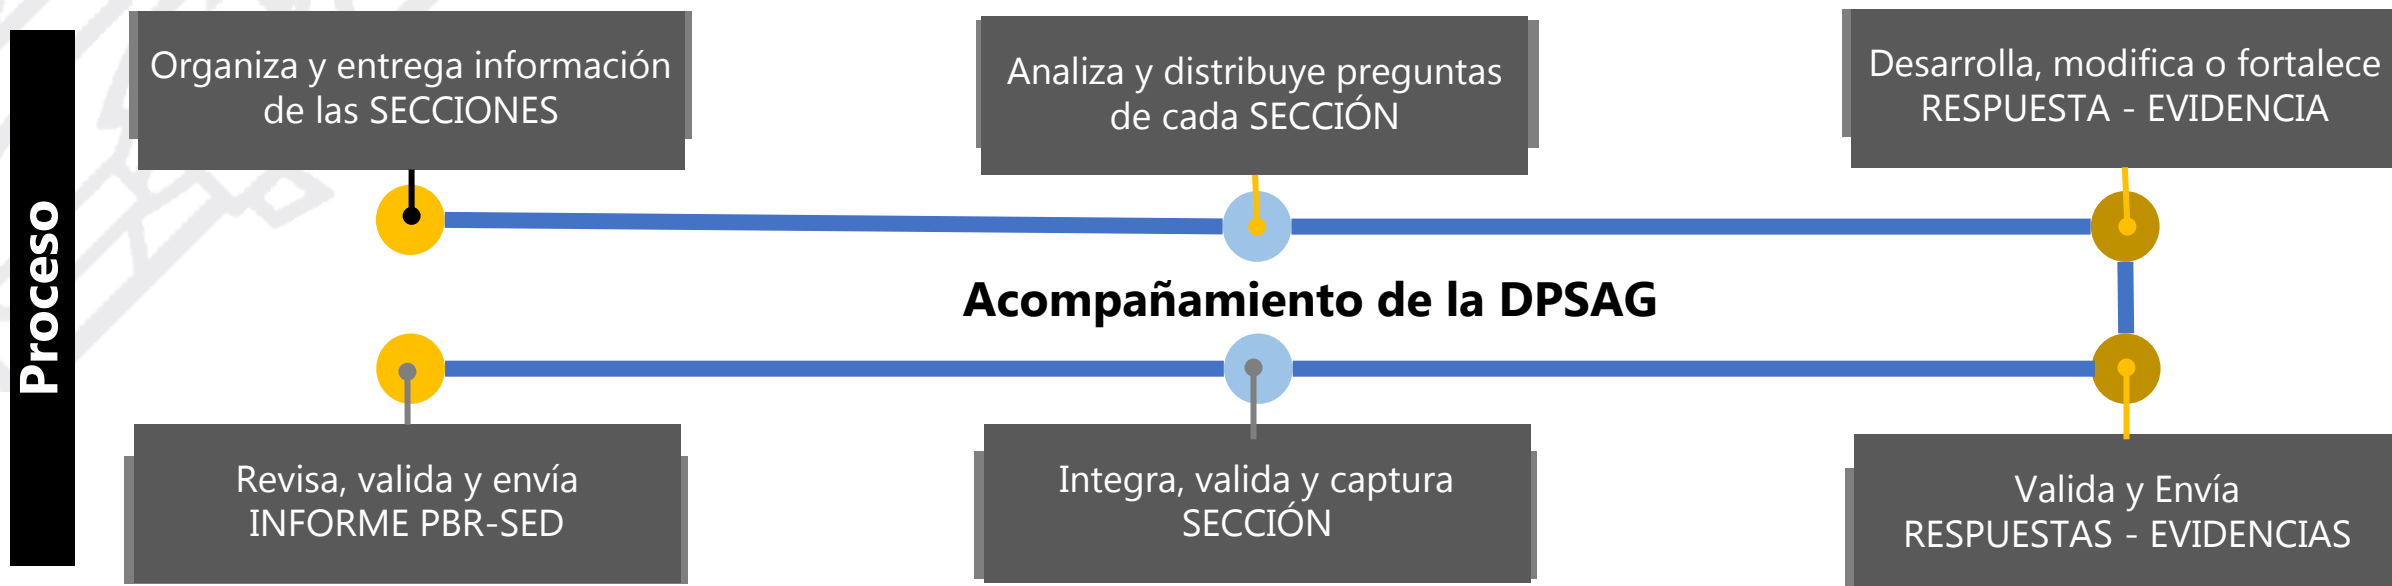 Proceso
Organiza y entrega información
de las SECCIONES
Analiza y distribuye preguntas
de cada SECCIÓN
Desarrolla, modifica o fortalece
RESPUESTA - EVIDENCIA
Acompañamiento de la DPSAG
Revisa, valida y envía
INFORME PBR-SED
Integra, valida y captura
SECCIÓN
Valida y Envía
RESPUESTAS - EVIDENCIAS